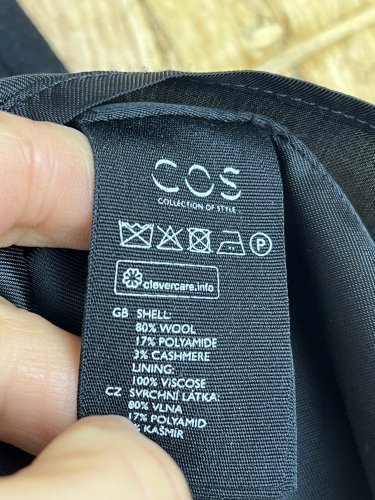 COS
COLLECTION OF STYLE
P
clevercare.info
GB SHELL:
80% WOOL
17% POLYAMIDE
3% CASHMERE
LINING:
100% VISCOSE
CZ SVRCHNÍ LÁTKA:
80% VLNA
17% POLYAMID
KAŠMÍR